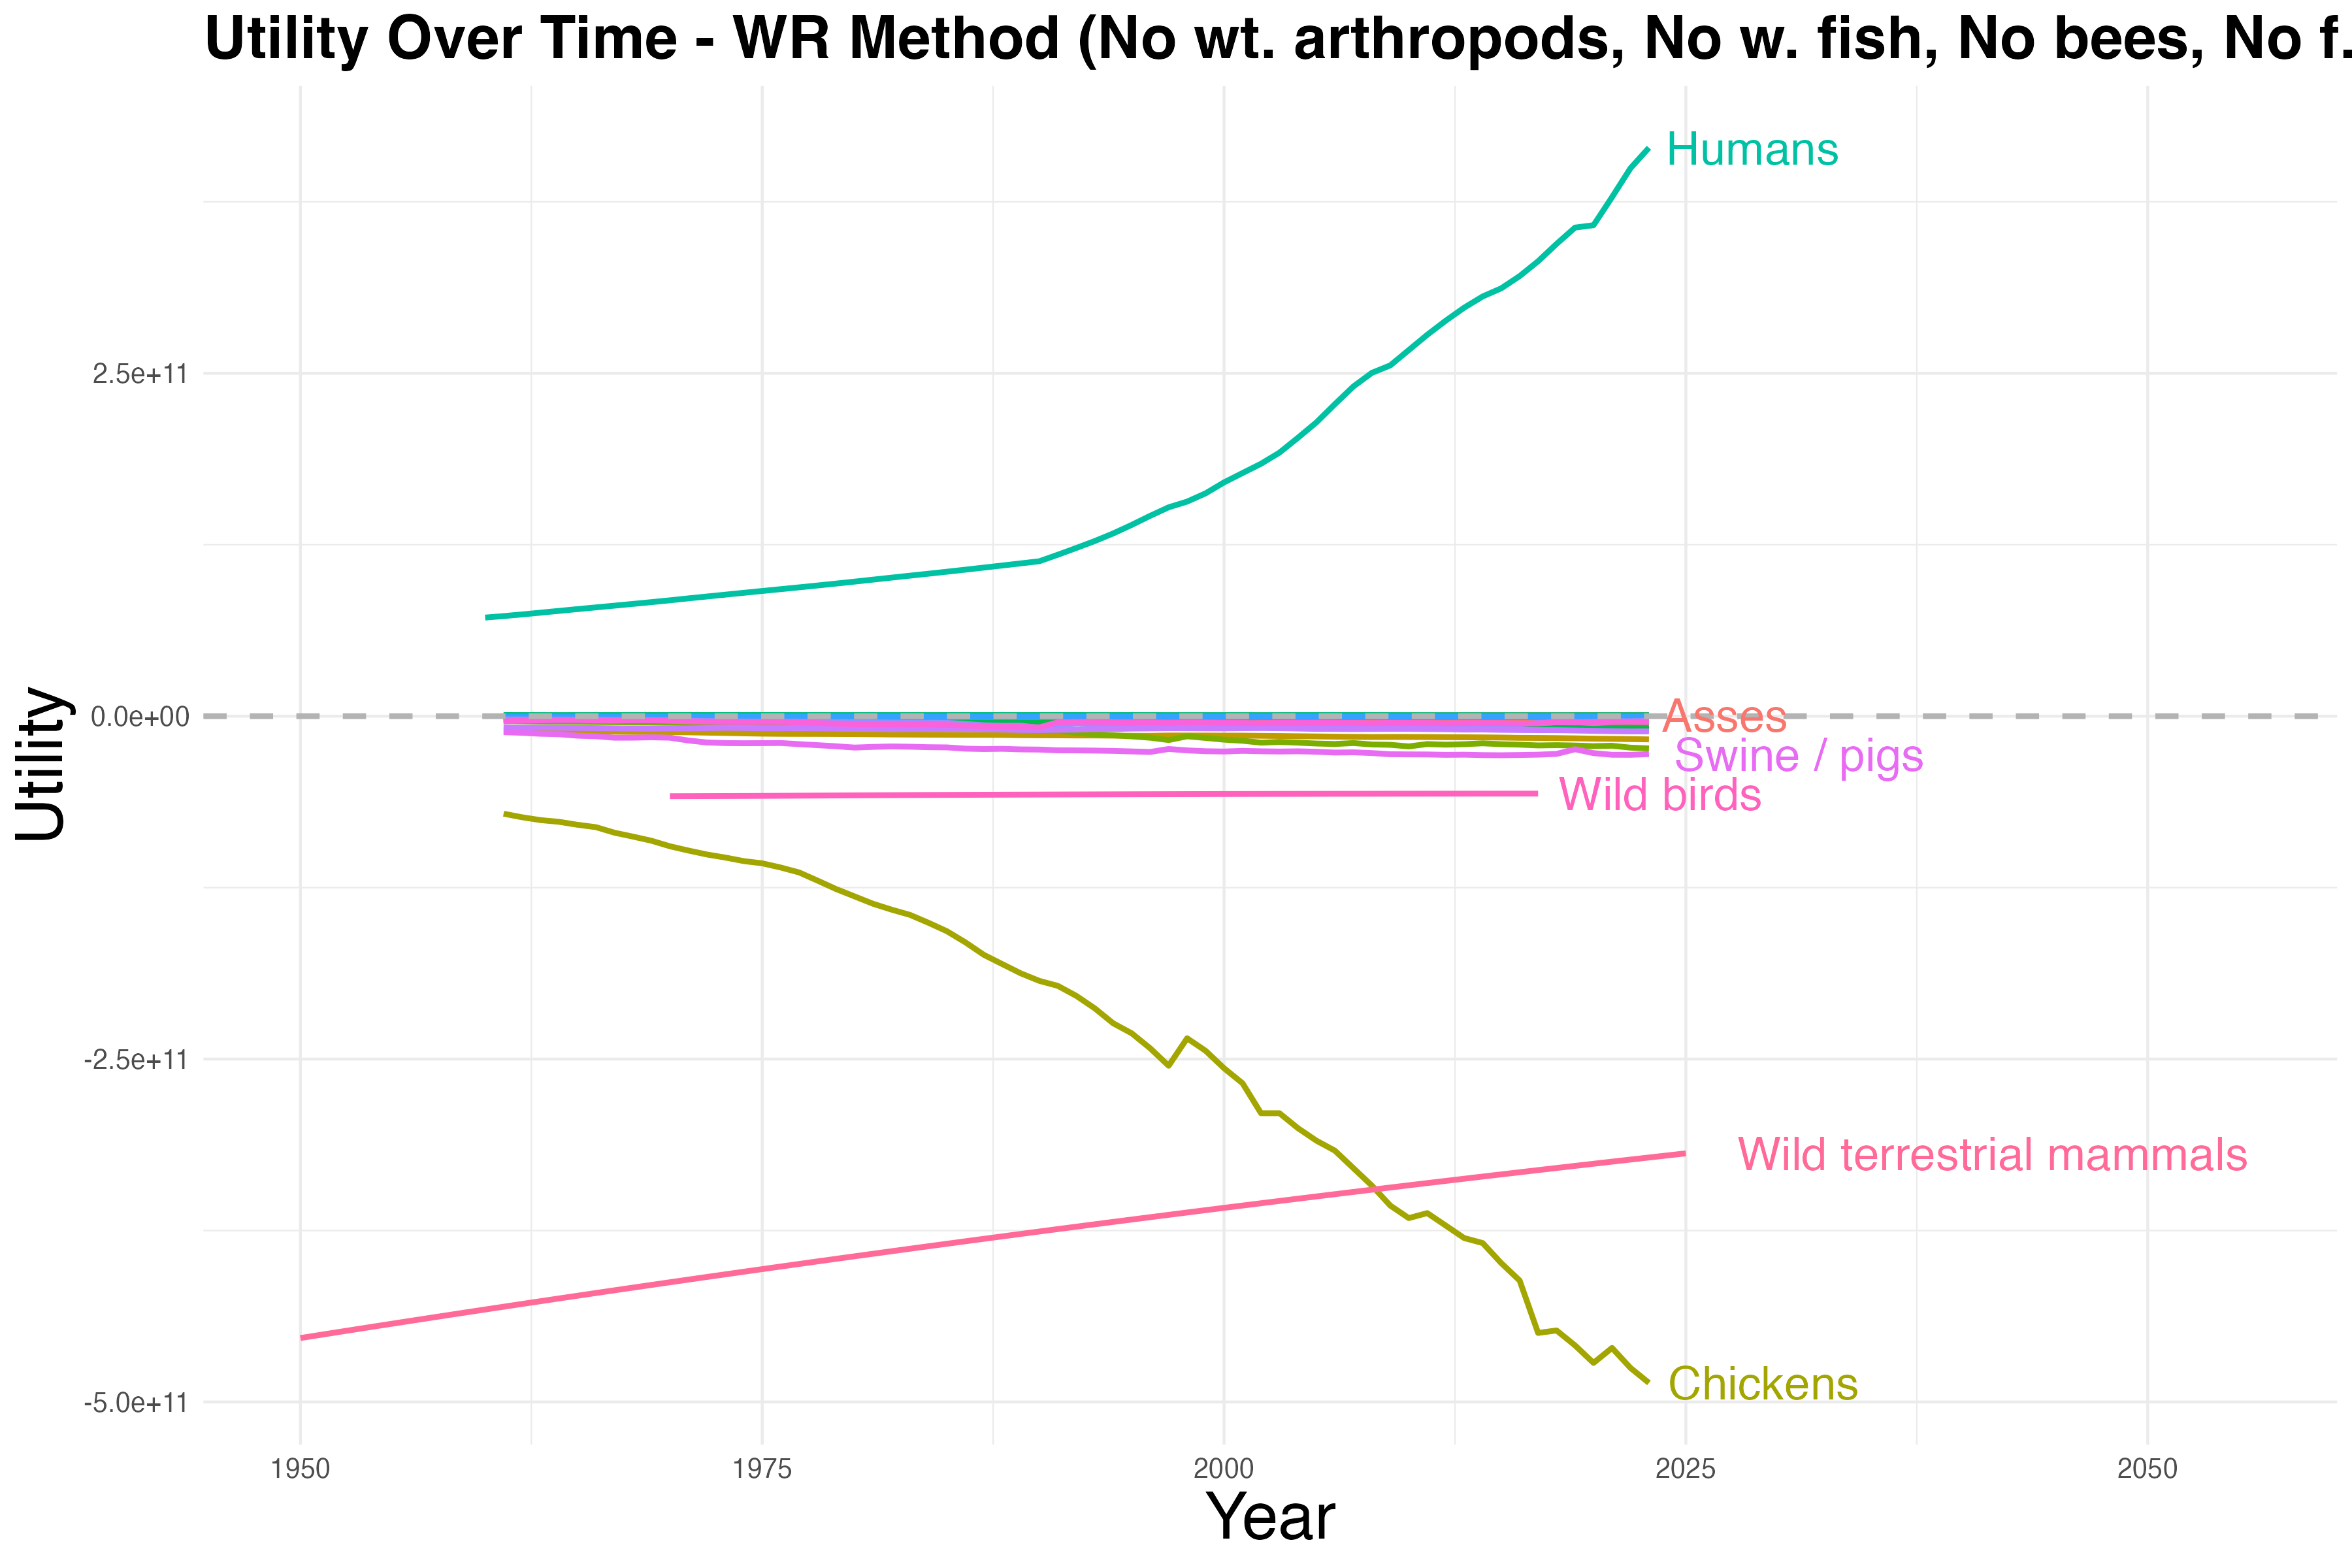 Utility Over Time - WR Method (No wt. arthropods, No w. fish, No bees, No f.
Humans
2.5e+11
0.0e+00
Asses
Swine / pigs
Wild birds
Utility
-2.5e+11
Wild terrestrial mammals
Chickens
-5.0e+11
1950 1975 2000 2025 2050
Year